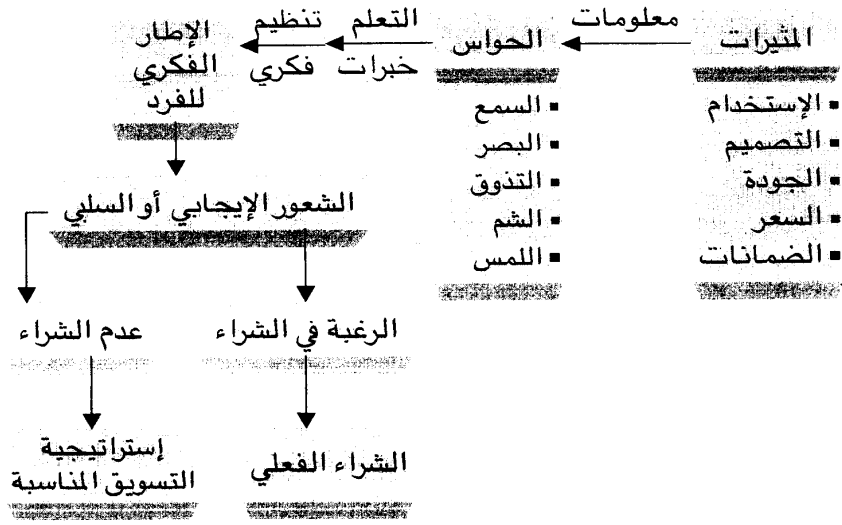 المثيرات
معلومات
الحواس
التعلم
خبرات
تنظيم
فكري
الإطار
الفكري
للفرد
▪ الإستخدام
▪ التصميم
▪ الجودة
▪ السعر
▪ الضمانات
▪ السمع
▪ البصر
▪ التذوق
▪ الشم
▪ اللمس
الشعور الإيجابي أو السلبي
الرغبة في الشراء
عدم الشراء
الشراء الفعلي
إستراتيجية
التسويق المناسبة